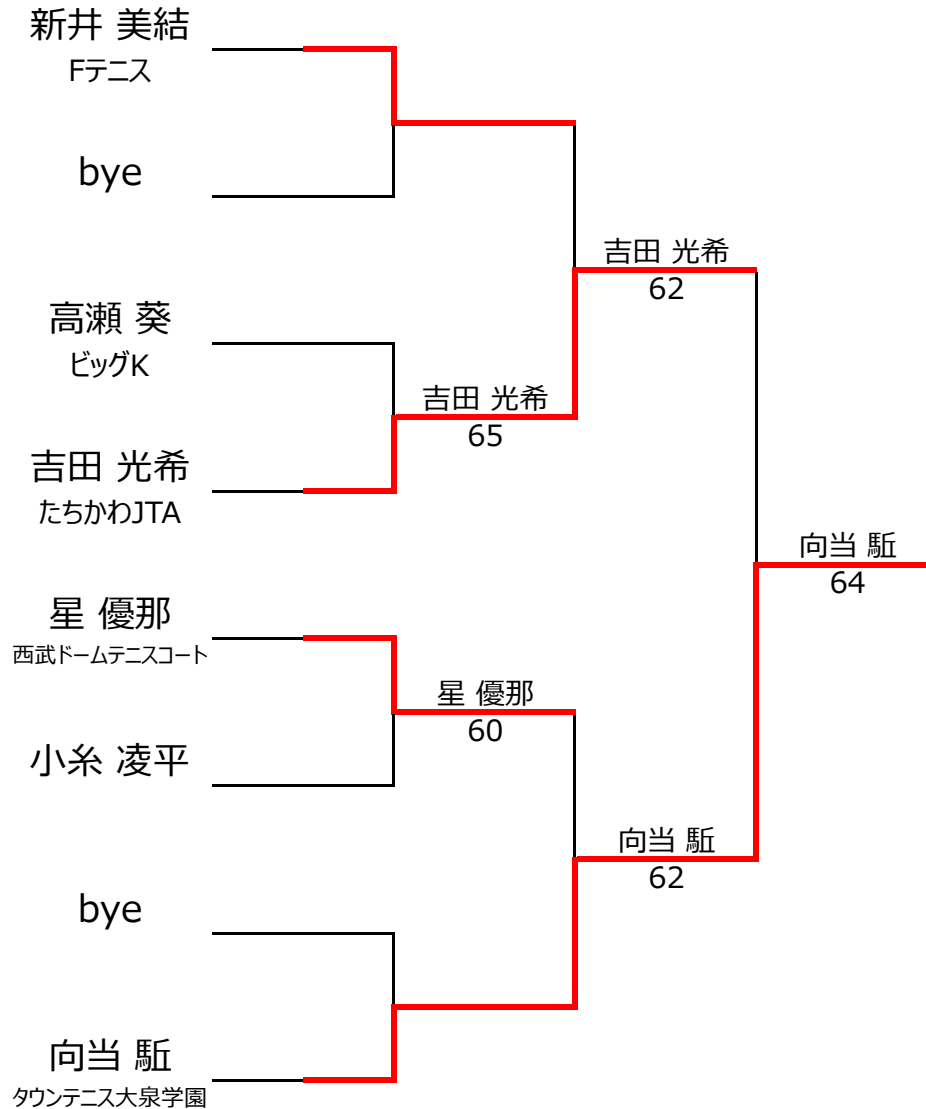 新井 美結
Fテニス
bye
吉田 光希
62
高瀬 葵
ビッグK
吉田 光希
65
吉田 光希
たちかわJTA
向当 駈
64
星 優那
西武ドームテニスコート
星 優那
60
小糸 凌平
向当 駈
62
bye
向当 駈
タウンテニス大泉学園